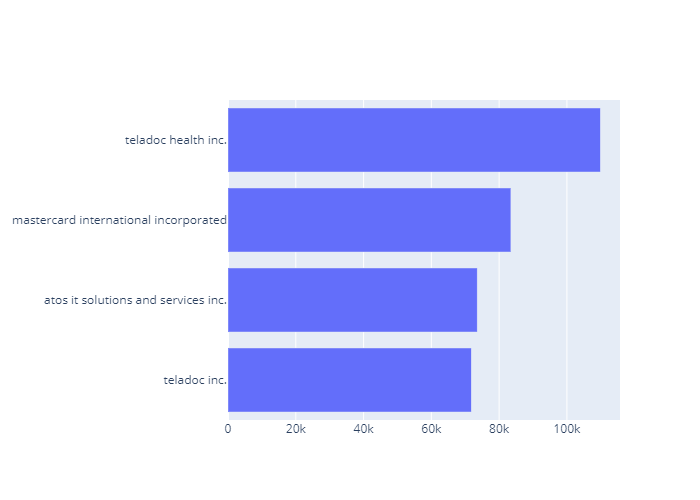 teladoc health inc.
mastercard international incorporated
atos it solutions and services inc.
teladoc inc.
0 20k 40k 60k 80k 100k